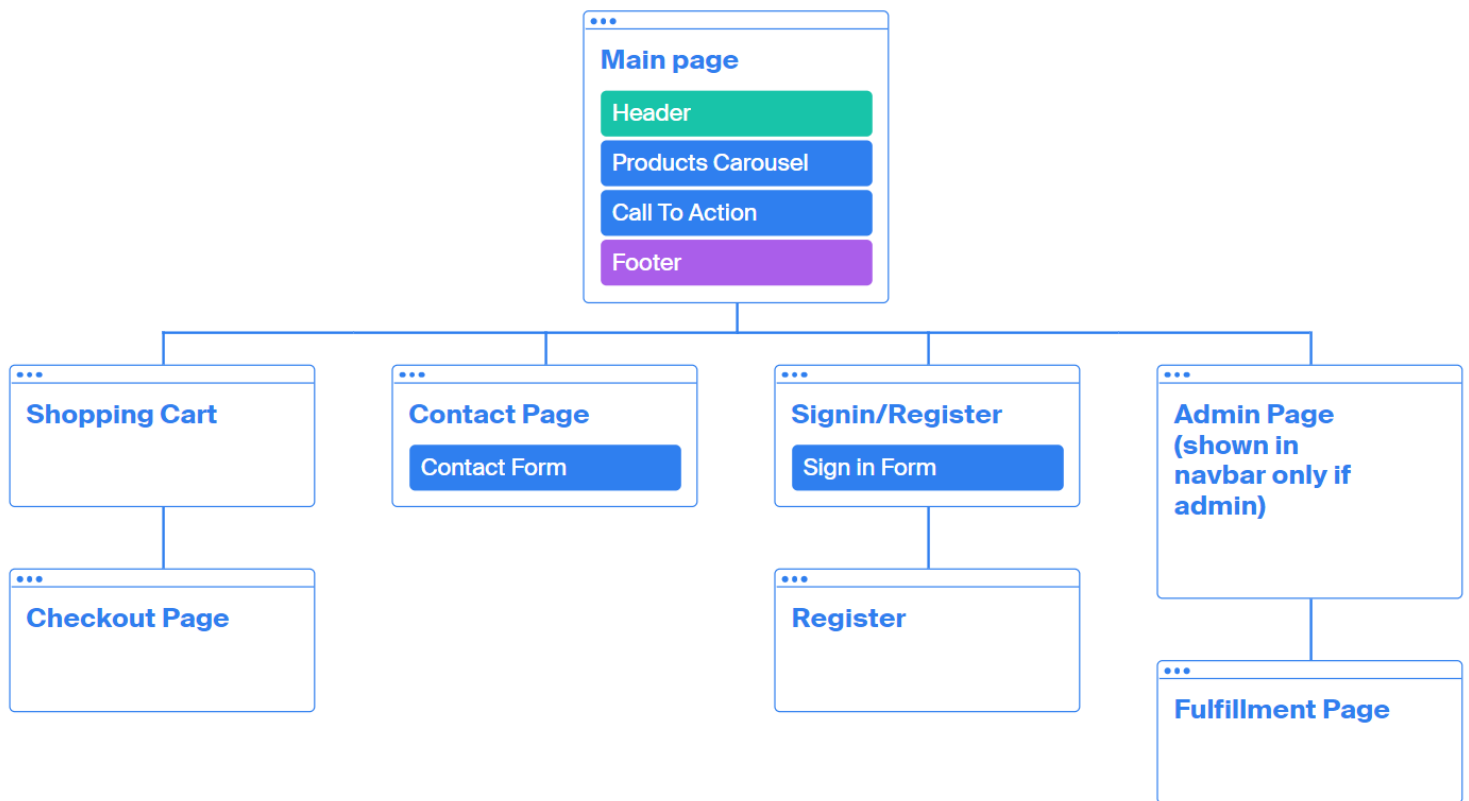 Main page
Header
Products Carousel
Call To Action
Footer
Shopping Cart
Contact Page
Contact Form
Signin/Register
Sign in Form
Admin Page
(shown in
navbar only if
admin)
Checkout Page
Register
Fulfillment Page